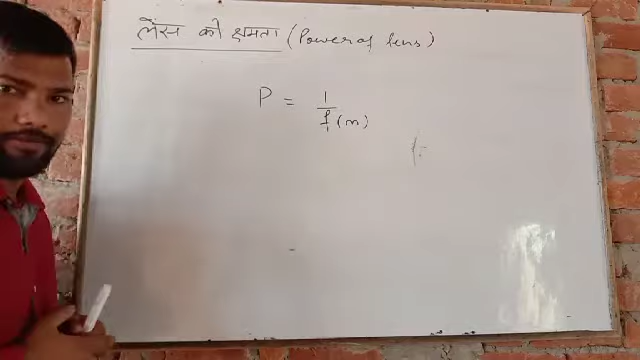 लेंस की क्षमता (Power of lens)
P = 1/f (m)